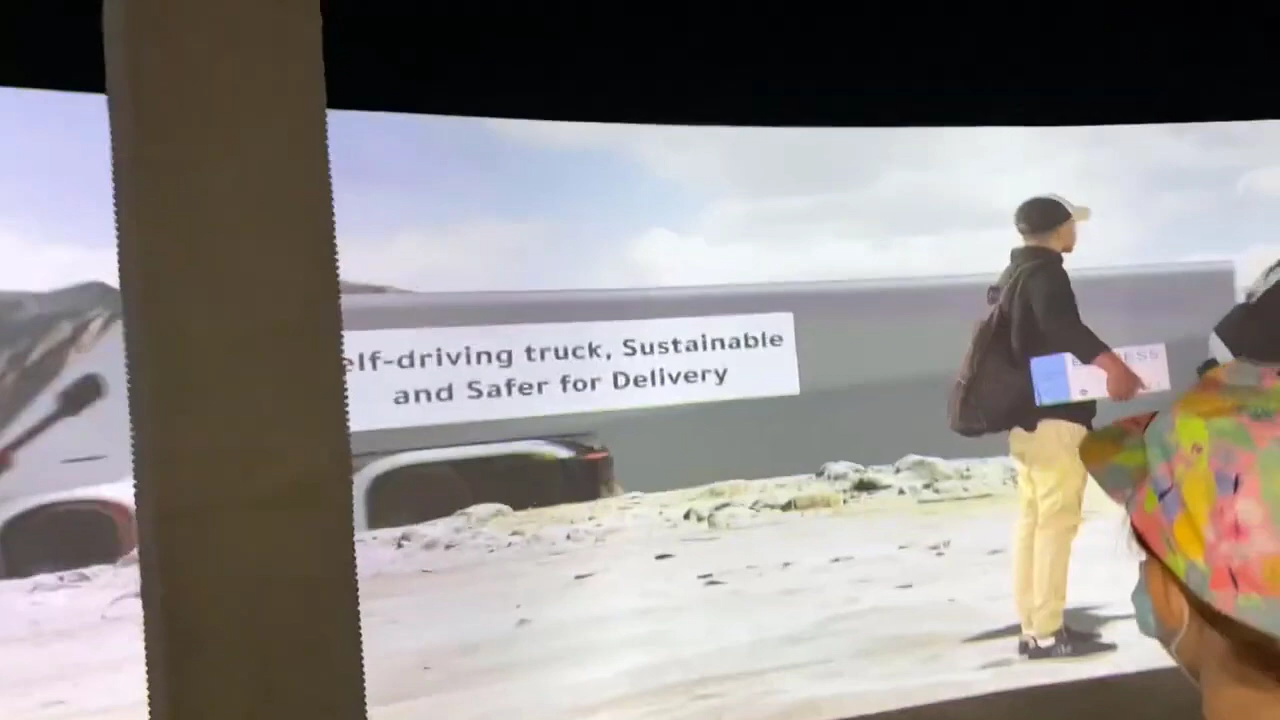 elf-driving truck, Sustainable
and Safer for Delivery